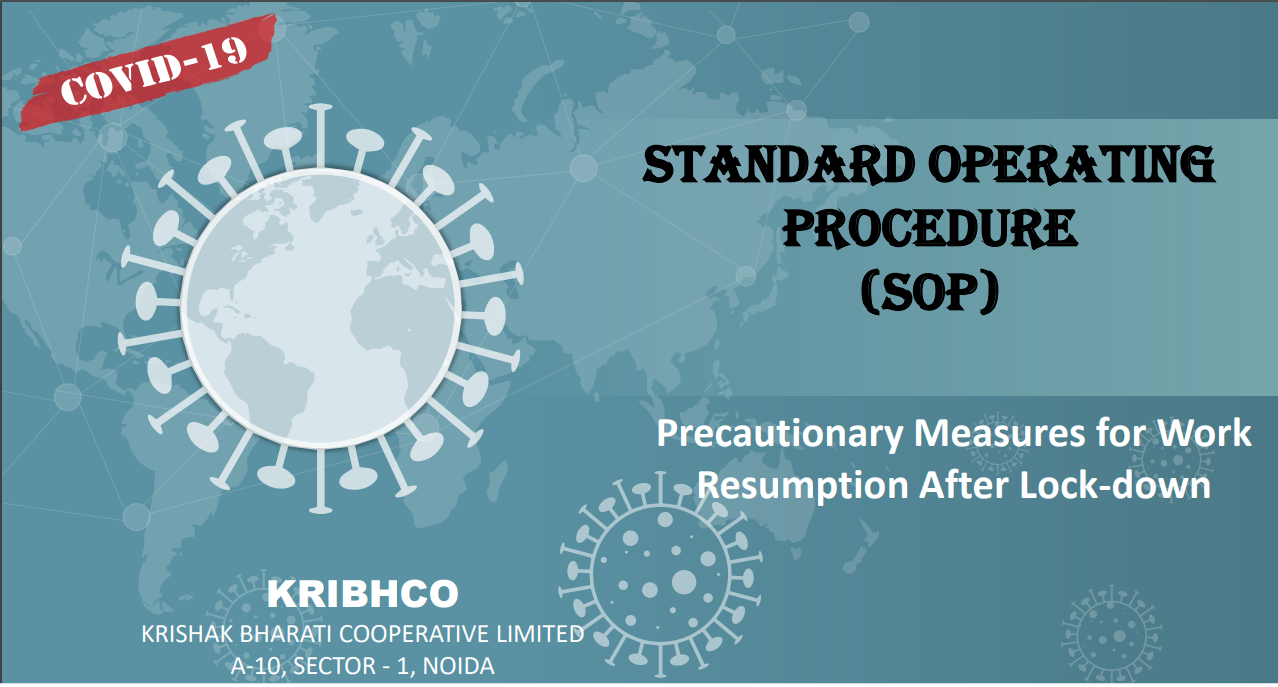 COVID-19
STANDARD OPERATING
PROCEDURE
(SOP)
Precautionary Measures for Work
Resumption After Lock-down
KRIBHCO
KRISHAK BHARATI COOPERATIVE LIMITED
A-10, SECTOR - 1, NOIDA